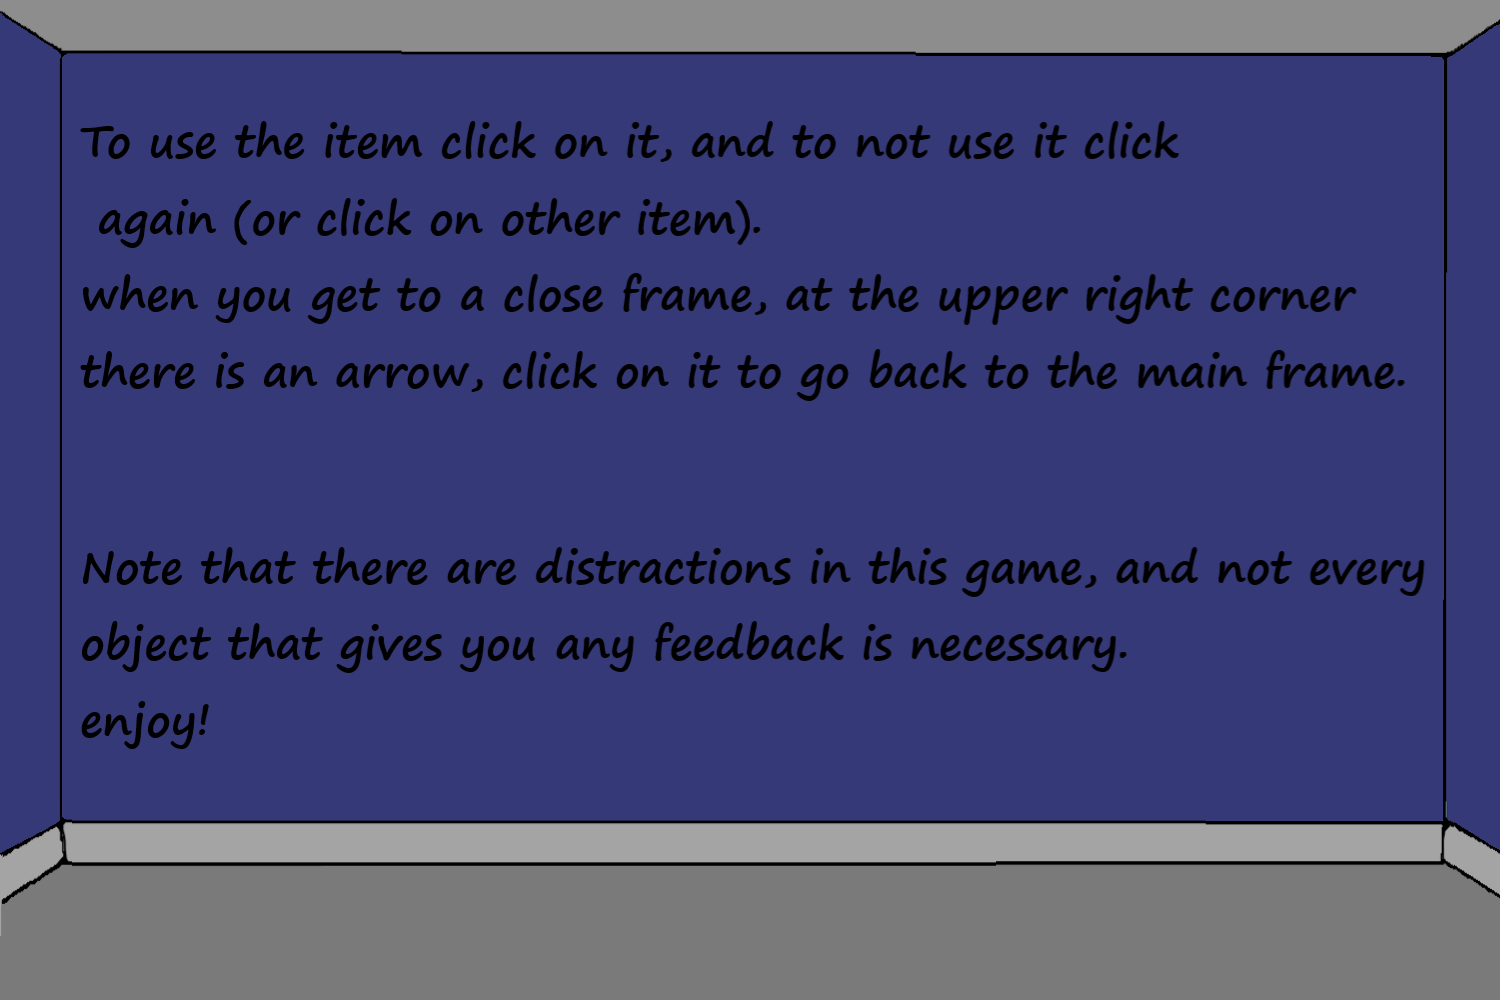 To use the item click on it, and to not use it click
again (or click on other item).
when you get to a close frame, at the upper right corner
there is an arrow, click on it to go back to the main frame.
Note that there are distractions in this game, and not every
object that gives you any feedback is necessary.
enjoy!